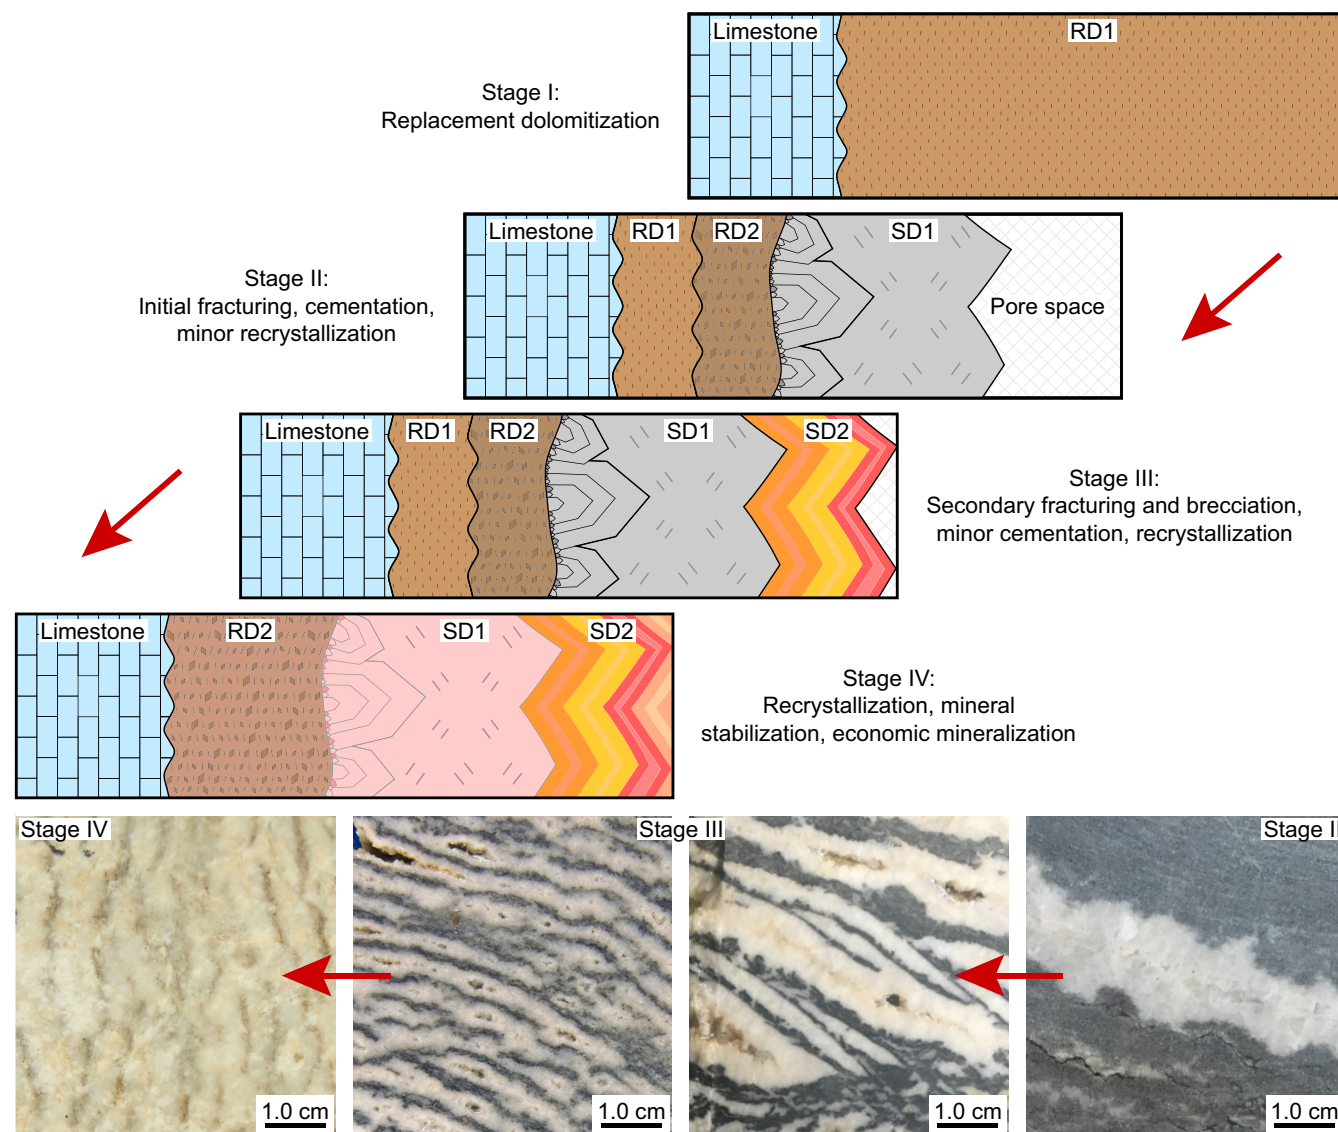 Limestone
RD1
Stage I:
Replacement dolomitization
Limestone
RD1
RD2
SD1
Pore space
Stage II:
Initial fracturing, cementation,
minor recrystallization
Limestone
RD1
RD2
SD1
SD2
Stage III:
Secondary fracturing and brecciation,
minor cementation, recrystallization
Limestone
RD2
SD1
SD2
Stage IV:
Recrystallization, mineral
stabilization, economic mineralization
Stage IV
Stage III
Stage II
1.0 cm
1.0 cm
1.0 cm
1.0 cm